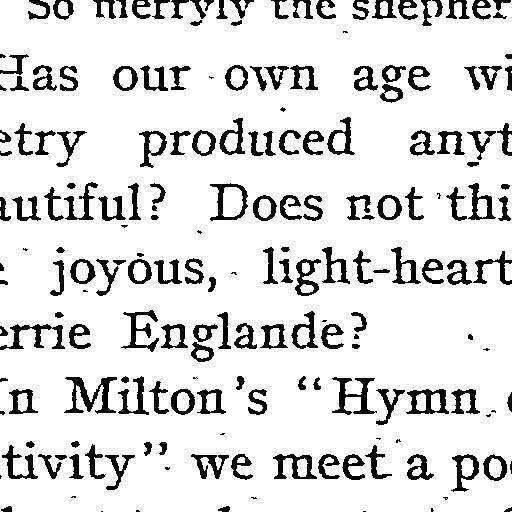 So merryly the shepher
Has our own age wi
etry produced anyt
autiful? Does not thi
joyous, light-heart
errie Englande?
In Milton's "Hymn
tivity" we meet a po